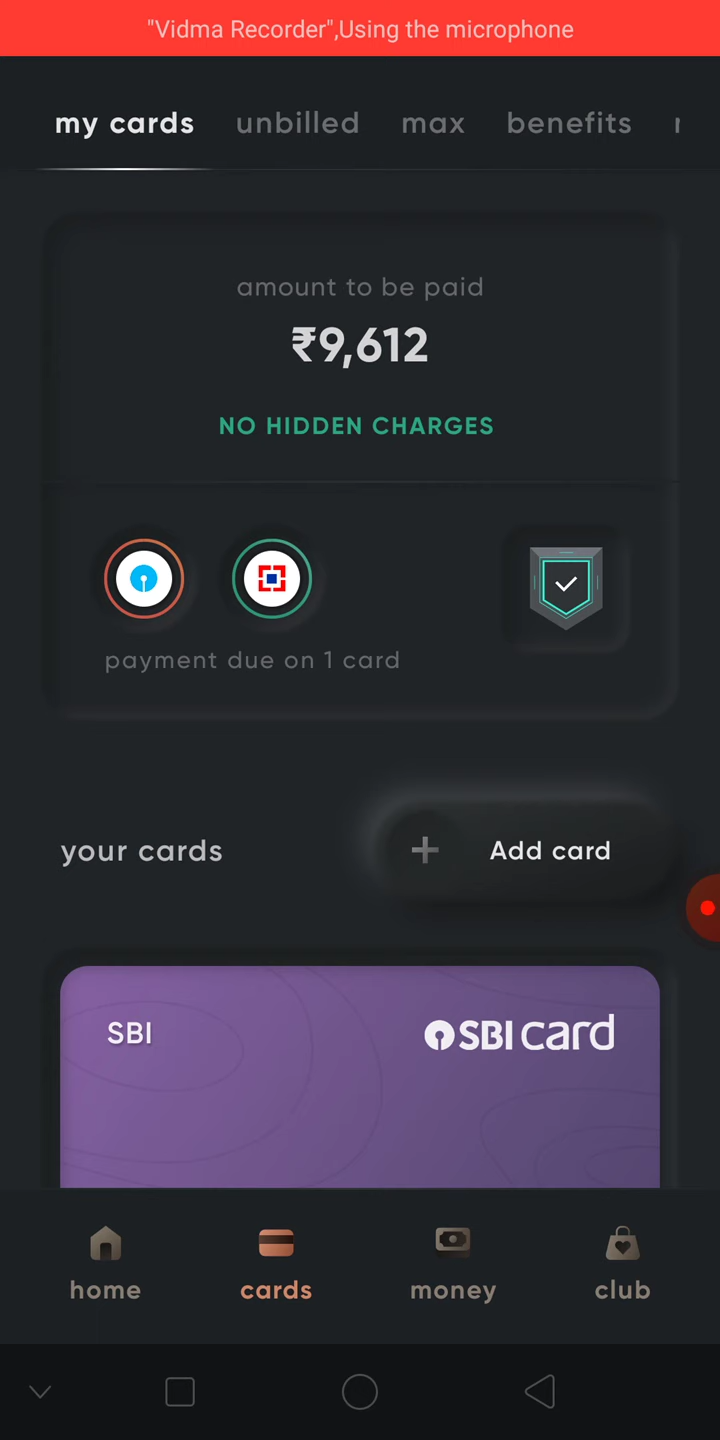 "Vidma Recorder",Using the microphone
my cards unbilled max benefits
amount to be paid
₹9,612
NO HIDDEN CHARGES
payment due on 1 card
your cards
+ Add card
SBI
SBI card
home cards money club